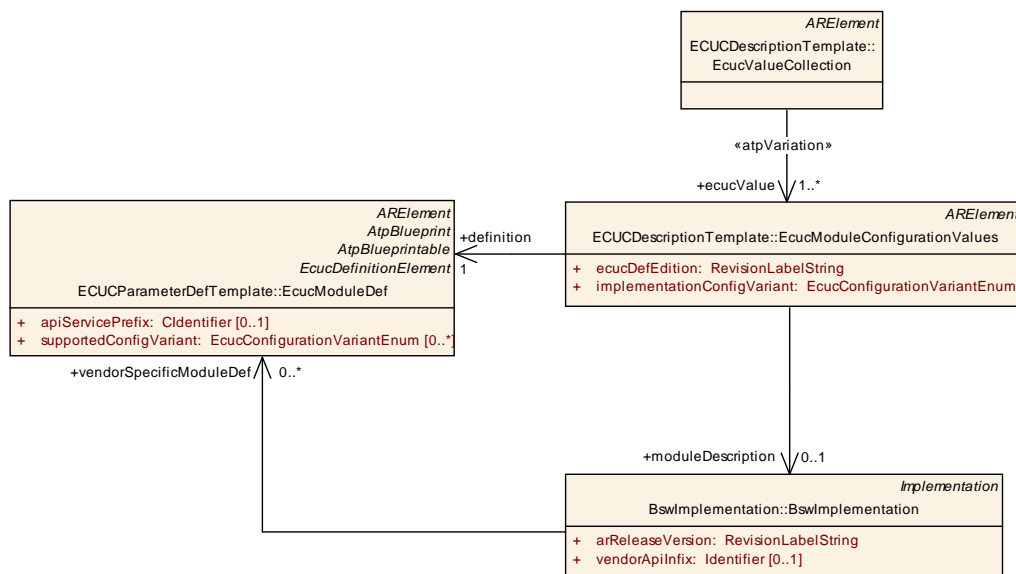 ARElement
ECUCDescriptionTemplate::
EcucValueCollection
«atpVariation»
+ecucValue
1..*
ARElement
AtpBlueprint
AtpBlueprintable
EcucDefinitionElement
ECUCParameterDefTemplate::EcucModuleDef
+ apiServicePrefix: CIdentifier [0..1]
+ supportedConfigVariant: EcucConfigurationVariantEnum [0..*]
+definition
1
ARElement
ECUCDescriptionTemplate::EcucModuleConfigurationValues
+ ecucDefEdition: RevisionLabelString
+ implementationConfigVariant: EcucConfigurationVariantEnum
+vendorSpecificModuleDef
0..*
+moduleDescription
0..1
Implementation
BswImplementation::BswImplementation
+ arReleaseVersion: RevisionLabelString
+ vendorApiInfix: Identifier [0..1]